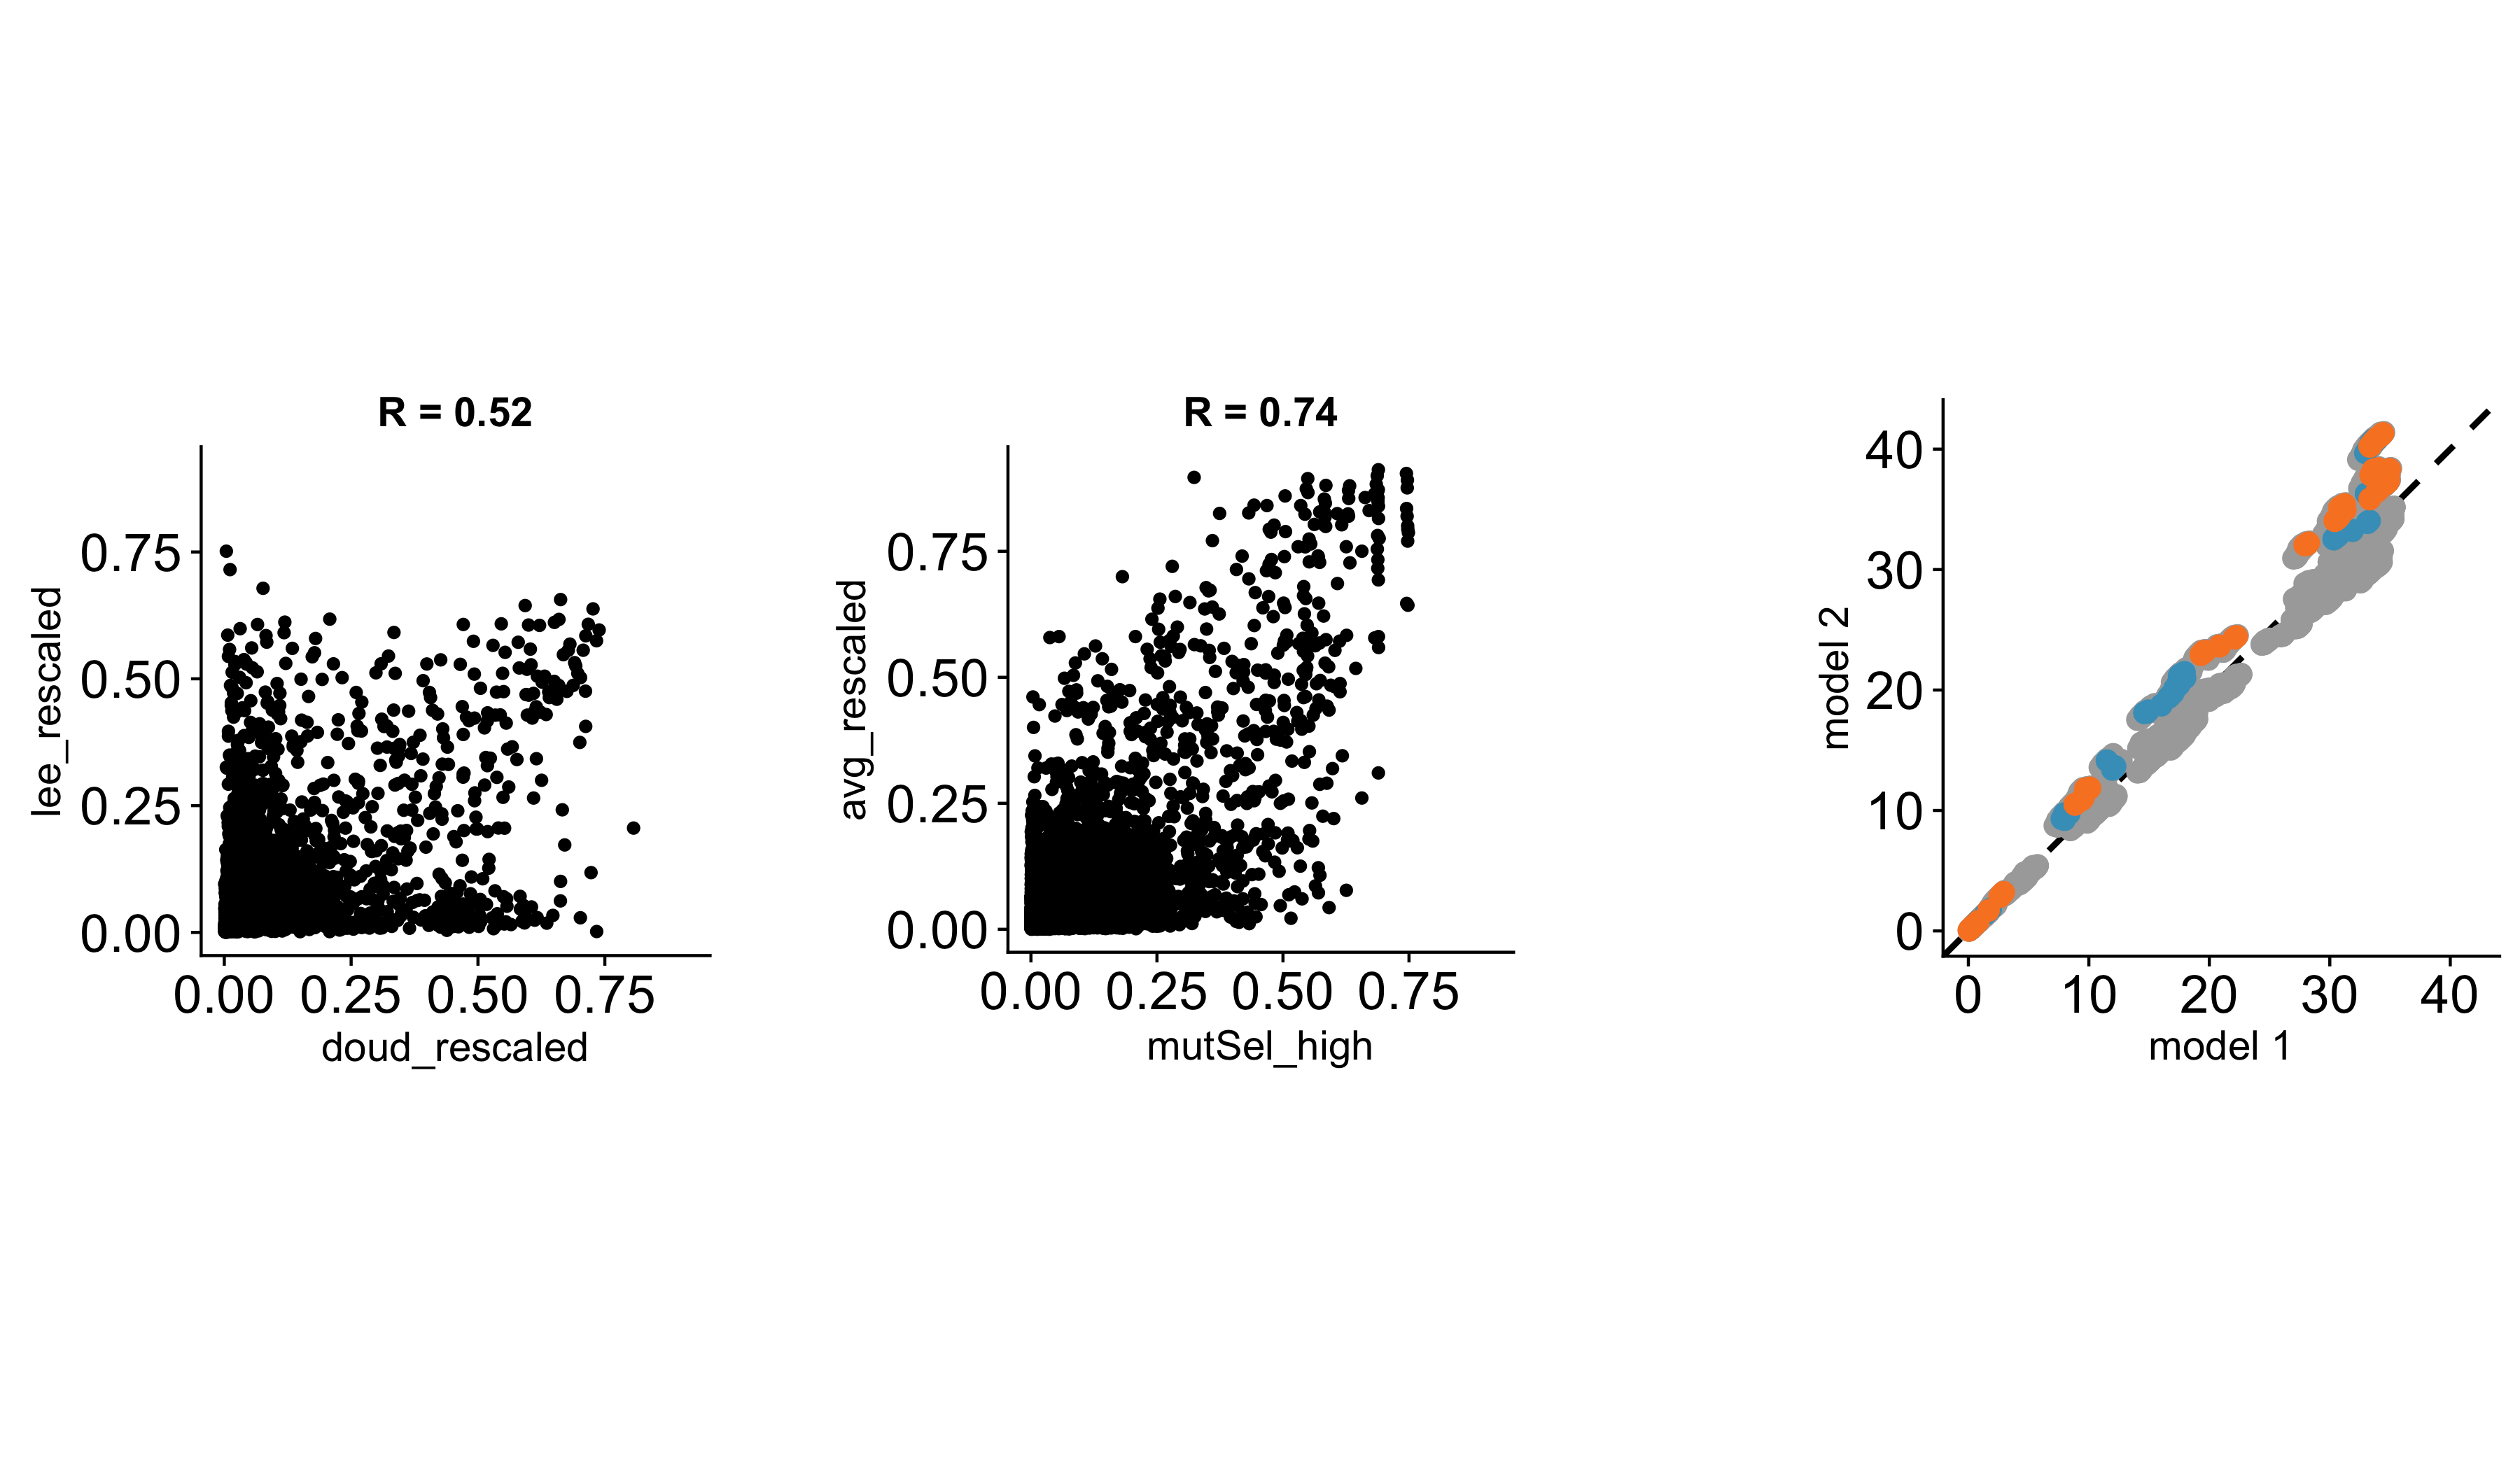 R = 0.52
lee_rescaled
0.75
0.50
0.25
0.00
0.00 0.25 0.50 0.75
doud_rescaled
R = 0.74
avg_rescaled
0.75
0.50
0.25
0.00
0.00 0.25 0.50 0.75
mutSel_high
model 2
40
30
20
10
0
0 10 20 30 40
model 1